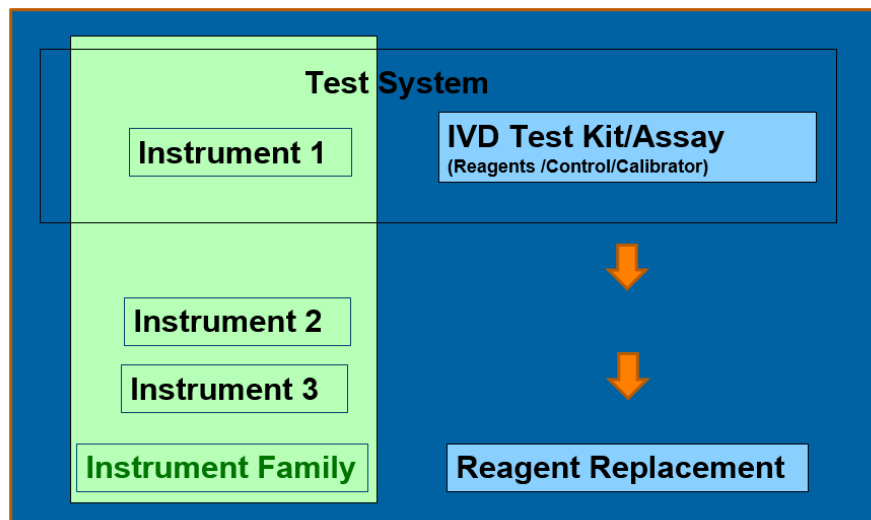 Test System
Instrument 1
IVD Test Kit/Assay
(Reagents /Control/Calibrator)
Instrument 2
Instrument 3
Instrument Family
Reagent Replacement